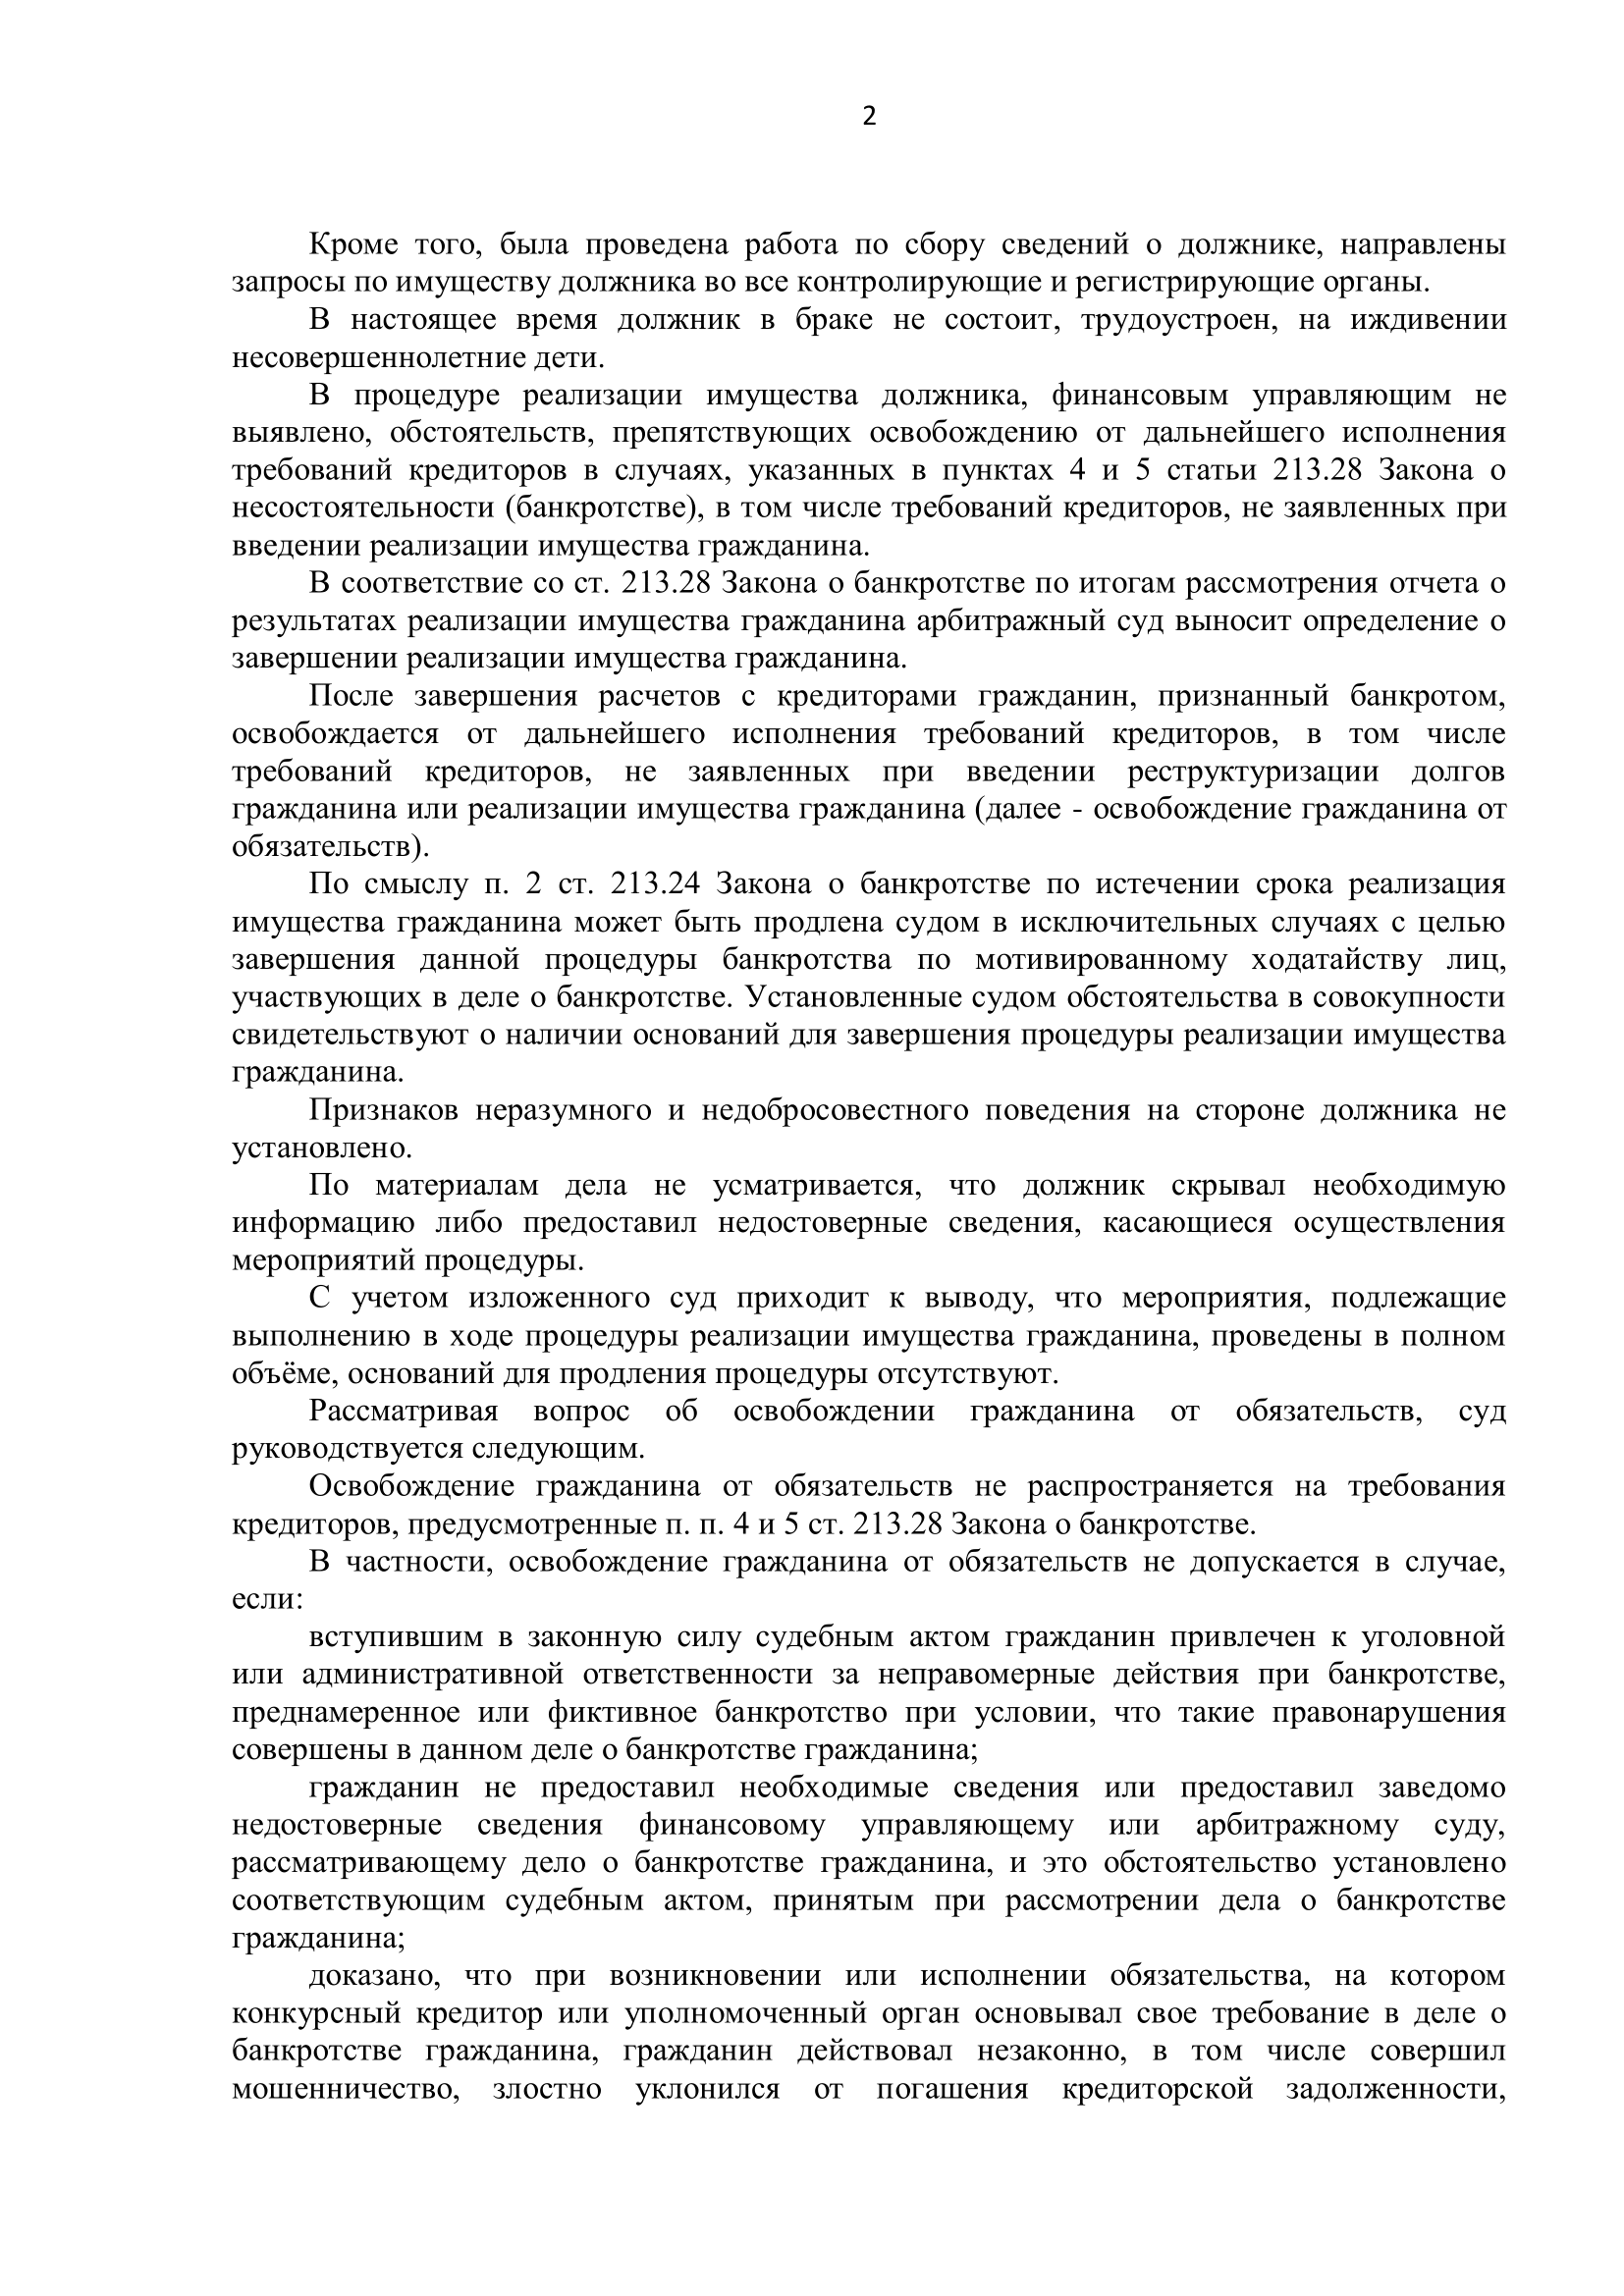 2
Кроме того, была проведена работа по сбору сведений о должнике, направлены
запросы по имуществу должника во все контролирующие и регистрирующие органы.
В настоящее время должник в браке не состоит, трудоустроен, на иждивении
несовершеннолетние дети.
В процедуре реализации имущества должника, финансовым управляющим не
выявлено, обстоятельств, препятствующих освобождению от дальнейшего исполнения
требований кредиторов в случаях, указанных в пунктах 4 и 5 статьи 213.28 Закона о
несостоятельности (банкротстве), в том числе требований кредиторов, не заявленных при
введении реализации имущества гражданина.
В соответствие со ст. 213.28 Закона о банкротстве по итогам рассмотрения отчета о
результатах реализации имущества гражданина арбитражный суд выносит определение о
завершении реализации имущества гражданина.
После завершения расчетов с кредиторами гражданин, признанный банкротом,
освобождается от дальнейшего исполнения требований кредиторов, в том числе
требований кредиторов, не заявленных при введении реструктуризации долгов
гражданина или реализации имущества гражданина (далее - освобождение гражданина от
обязательств).
По смыслу п. 2 ст. 213.24 Закона о банкротстве по истечении срока реализация
имущества гражданина может быть продлена судом в исключительных случаях с целью
завершения данной процедуры банкротства по мотивированному ходатайству лиц,
участвующих в деле о банкротстве. Установленные судом обстоятельства в совокупности
свидетельствуют о наличии оснований для завершения процедуры реализации имущества
гражданина.
Признаков неразумного и недобросовестного поведения на стороне должника не
установлено.
По материалам дела не усматривается, что должник скрывал необходимую
информацию либо предоставил недостоверные сведения, касающиеся осуществления
мероприятий процедуры.
С учетом изложенного суд приходит к выводу, что мероприятия, подлежащие
выполнению в ходе процедуры реализации имущества гражданина, проведены в полном
объёме, оснований для продления процедуры отсутствуют.
Рассматривая вопрос об освобождении гражданина от обязательств, суд
руководствуется следующим.
Освобождение гражданина от обязательств не распространяется на требования
кредиторов, предусмотренные п. п. 4 и 5 ст. 213.28 Закона о банкротстве.
В частности, освобождение гражданина от обязательств не допускается в случае,
если:
вступившим в законную силу судебным актом гражданин привлечен к уголовной
или административной ответственности за неправомерные действия при банкротстве,
преднамеренное или фиктивное банкротство при условии, что такие правонарушения
совершены в данном деле о банкротстве гражданина;
гражданин не предоставил необходимые сведения или предоставил заведомо
недостоверные сведения финансовому управляющему или арбитражному суду,
рассматривающему дело о банкротстве гражданина, и это обстоятельство установлено
соответствующим судебным актом, принятым при рассмотрении дела о банкротстве
гражданина;
доказано, что при возникновении или исполнении обязательства, на котором
конкурсный кредитор или уполномоченный орган основывал свое требование в деле о
банкротстве гражданина, гражданин действовал незаконно, в том числе совершил
мошенничество, злостно уклонился от погашения кредиторской задолженности,